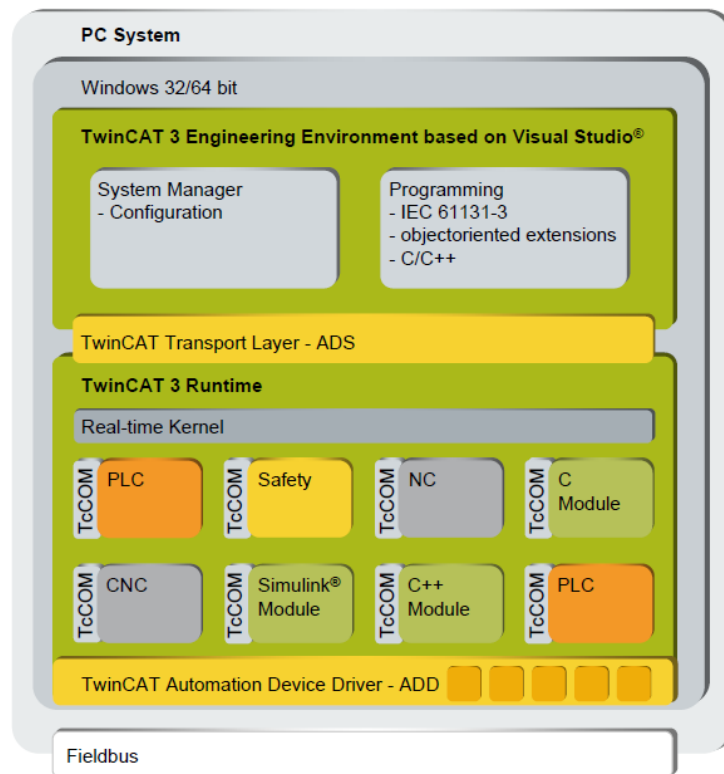 PC System
Windows 32/64 bit
TwinCAT 3 Engineering Environment based on Visual Studio®
System Manager
- Configuration
Programming
- IEC 61131-3
- objectoriented extensions
- C/C++
TwinCAT Transport Layer - ADS
TwinCAT 3 Runtime
Real-time Kernel
TcCOM
PLC
TcCOM
Safety
TcCOM
NC
TcCOM
C
Module
TcCOM
CNC
TcCOM
Simulink®
Module
TcCOM
C++
Module
TcCOM
PLC
TwinCAT Automation Device Driver - ADD
Fieldbus